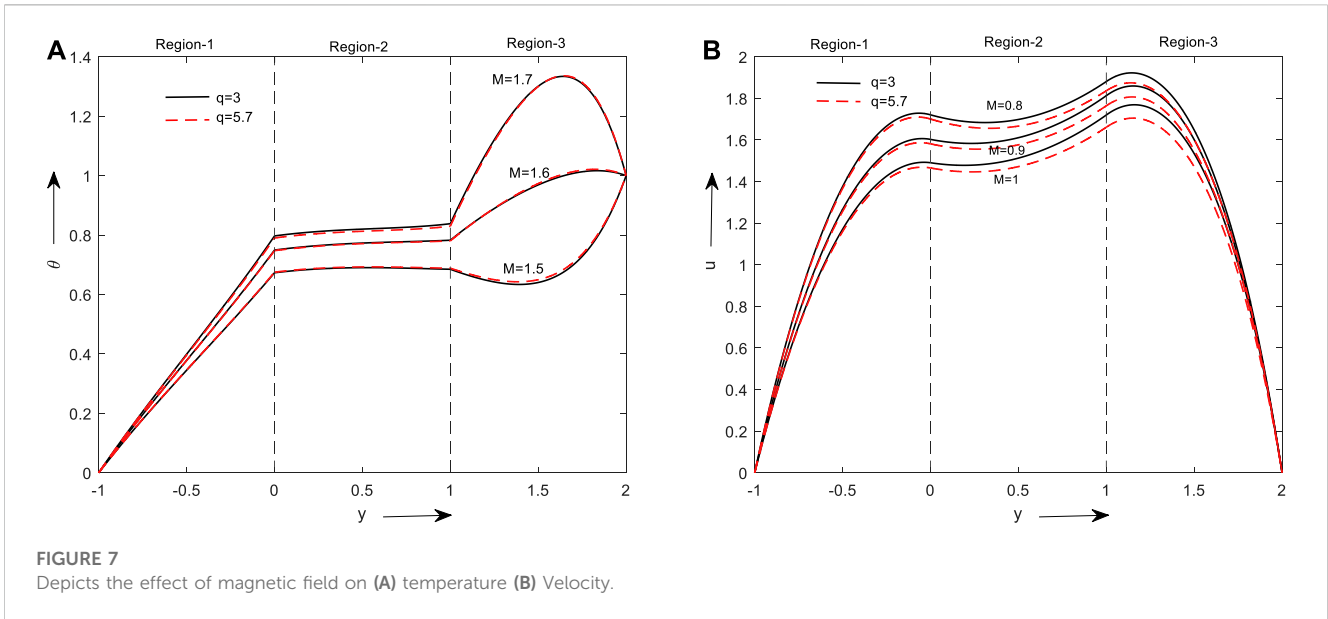 A
Region-1
Region-2
Region-3
1.4
1.2
1
0.8
0.6
0.4
0.2
0
θ
q=3
q=5.7
M=1.7
M=1.6
M=1.5
-1
-0.5
0
0.5
1
1.5
2
y
B
Region-1
Region-2
Region-3
2
1.8
1.6
1.4
1.2
1
0.8
0.6
0.4
0.2
0
u
q=3
q=5.7
M=0.8
M=0.9
M=1
-1
-0.5
0
0.5
1
1.5
2
y
FIGURE 7
Depicts the effect of magnetic field on (A) temperature (B) Velocity.